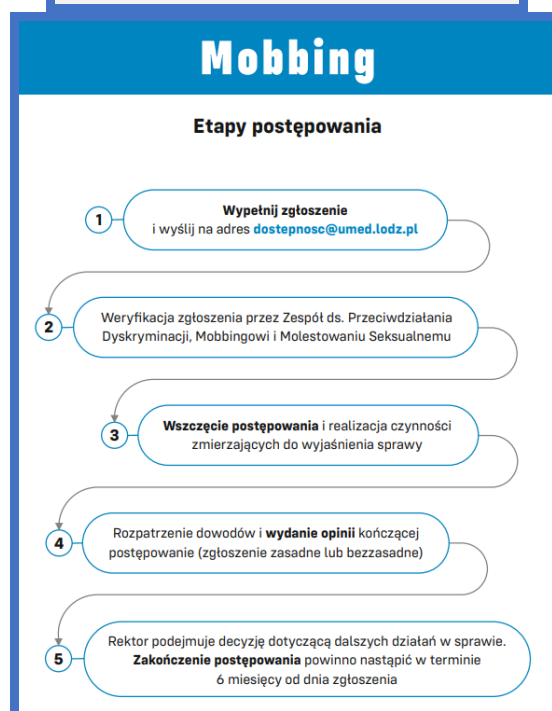 Mobbing
Etapy postępowania
1
Wypełnij zgłoszenie
i wyślij na adres dostepnosc@umed.lodz.pl
2
Weryfikacja zgłoszenia przez Zespół ds. Przeciwdziałania
Dyskryminacji, Mobbingowi i Molestowaniu Seksualnemu
3
Wszczęcie postępowania i realizacja czynności
zmierzających do wyjaśnienia sprawy
4
Rozpatrzenie dowodów i wydanie opinii kończącej
postępowanie (zgłoszenie zasadne lub bezzasadne)
5
Rektor podejmuje decyzję dotyczącą dalszych działań w sprawie.
Zakończenie postępowania powinno nastąpić w terminie
6 miesięcy od dnia zgłoszenia